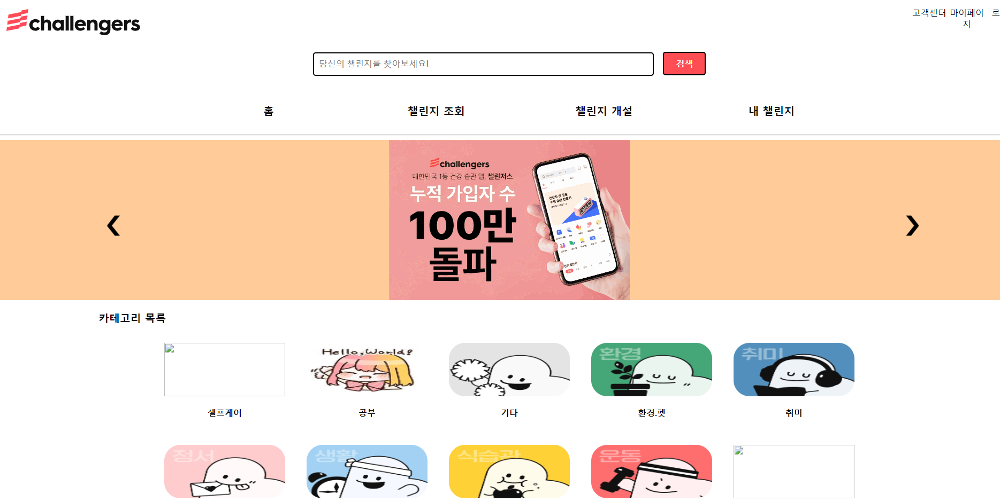 challengers
고객센터 마이페이지 로
당신의 챌린지를 찾아보세요!
검색
홈
챌린지 조회
챌린지 개설
내 챌린지
challengers
대한민국 1등 건강 습관 앱, 챌린저스
누적 가입자 수
100만
돌파
카테고리 목록
Hello,World!
환경
취미
셀프케어
공부
기타
환경.펫
취미
정서
생활
식습관
운동